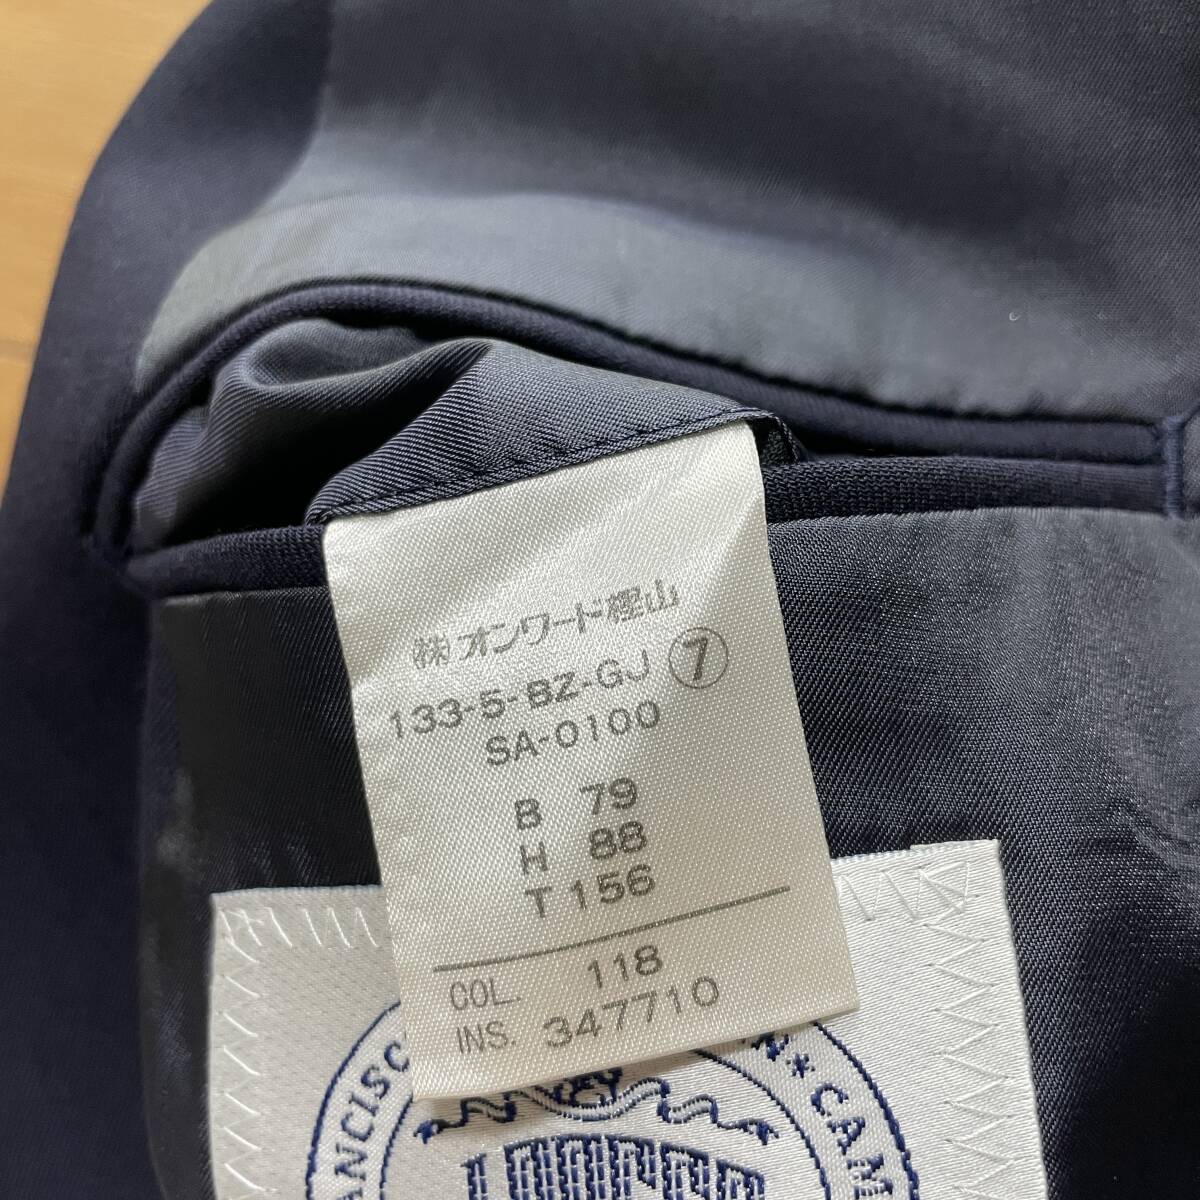 (株)オンワード樫山
133-5-BZ-GJ ⑦
SA-0100
B 79
H 88
T 156
COL. 118
INS. 347710
CAM